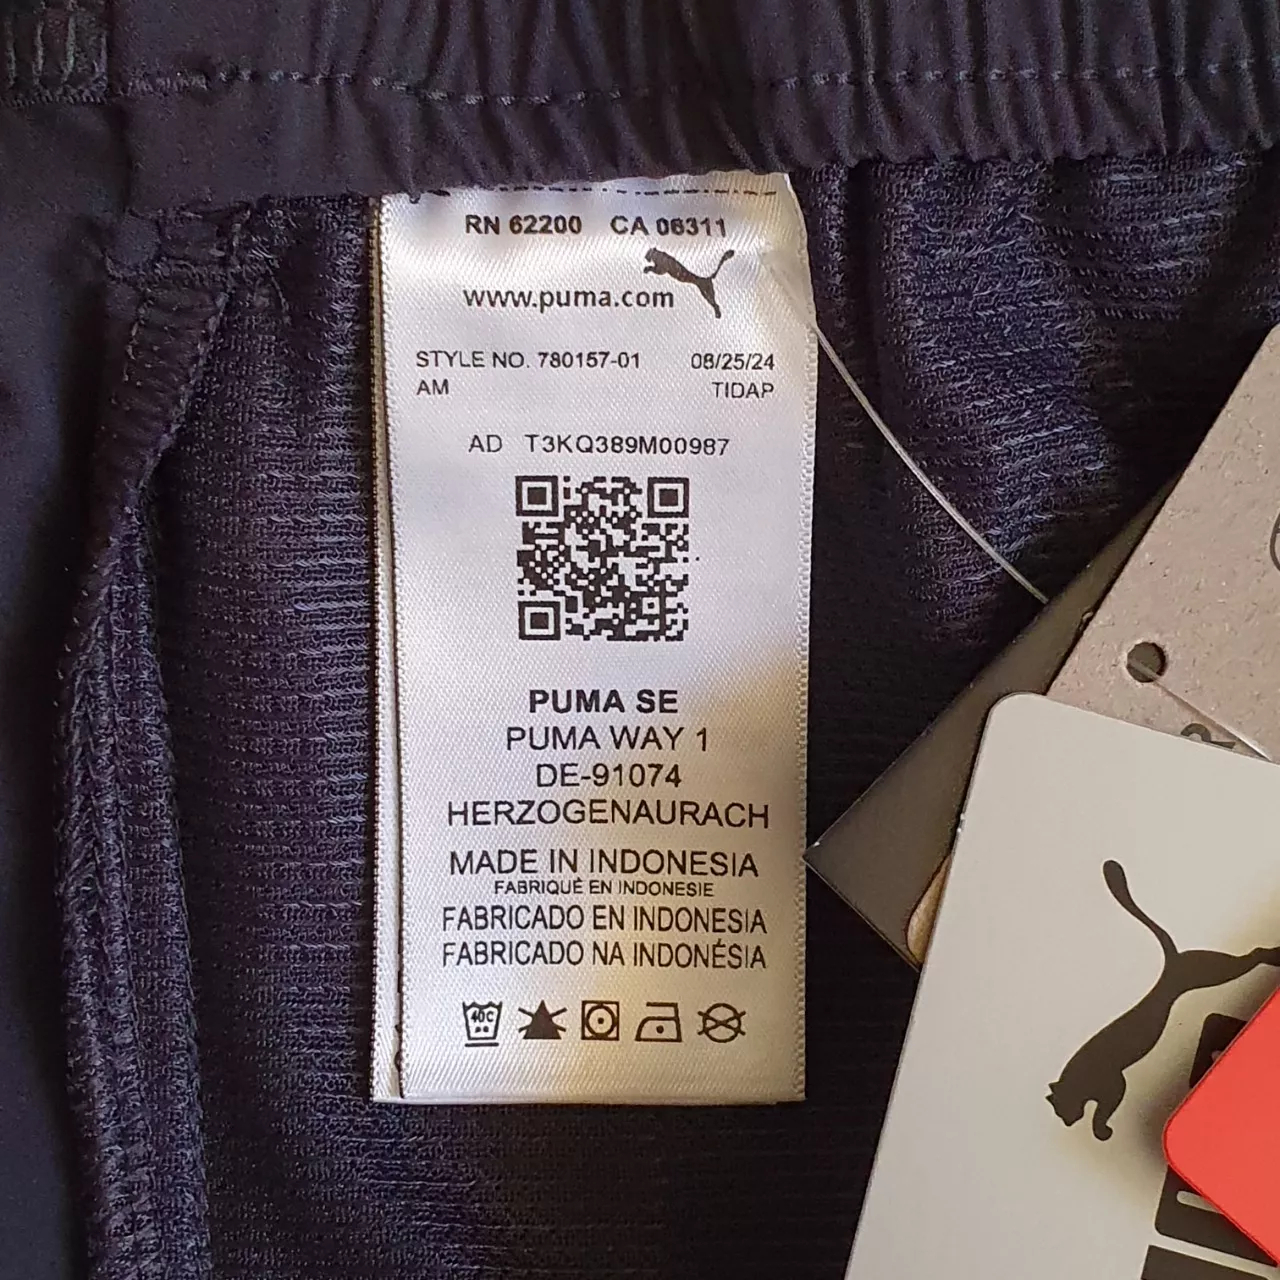 RN 62200 CA 06311
www.puma.com
STYLE NO. 780157-01 08/25/24
AM TIDAP
AD T3KQ389M00987
PUMA SE
PUMA WAY 1
DE-91074
HERZOGENAURACH
MADE IN INDONESIA
FABRIQUÉ EN INDONESIE
FABRICADO EN INDONESIA
FABRICADO NA INDONÉSIA
40C